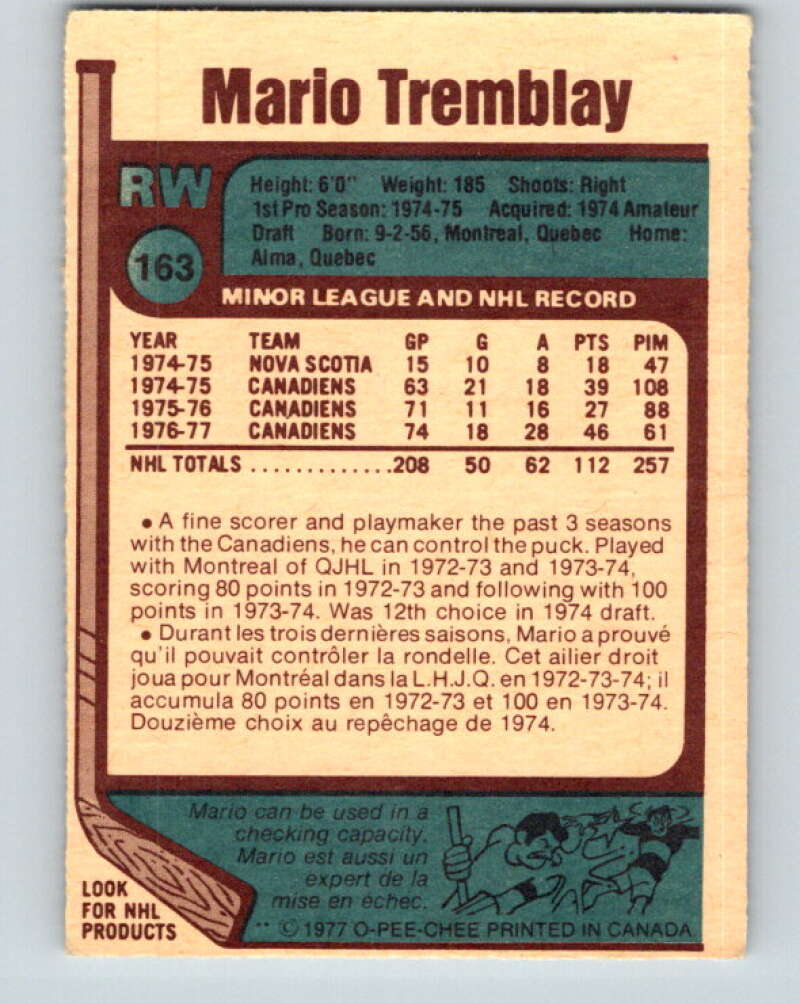 Mario Tremblay
RW
Height: 6'0" Weight: 185 Shoots: Right
1st Pro Season: 1974-75 Acquired: 1974 Amateur
Draft Born: 9-2-56, Montreal, Quebec Home:
Alma, Quebec
163
MINOR LEAGUE AND NHL RECORD
YEAR TEAM GP G A PTS PIM
1974-75 NOVA SCOTIA 15 10 8 18 47
1974-75 CANADIENS 63 21 18 39 108
1975-76 CANADIENS 71 11 16 27 88
1976-77 CANADIENS 74 18 28 46 61
NHL TOTALS .............208 50 62 112 257
• A fine scorer and playmaker the past 3 seasons
with the Canadiens, he can control the puck. Played
with Montreal of QJHL in 1972-73 and 1973-74,
scoring 80 points in 1972-73 and following with 100
points in 1973-74. Was 12th choice in 1974 draft.
• Durant les trois dernières saisons, Mario a prouvé
qu'il pouvait contrôler la rondelle. Cet ailier droit
joua pour Montréal dans la L.H.J.Q. en 1972-73-74; il
accumula 80 points en 1972-73 et 100 en 1973-74.
Douzième choix au repêchage de 1974.
Mario can be used in a
checking capacity.
Mario est aussi un
expert de la
mise en échec.
LOOK
FOR NHL
PRODUCTS
** © 1977 O-PEE-CHEE PRINTED IN CANADA